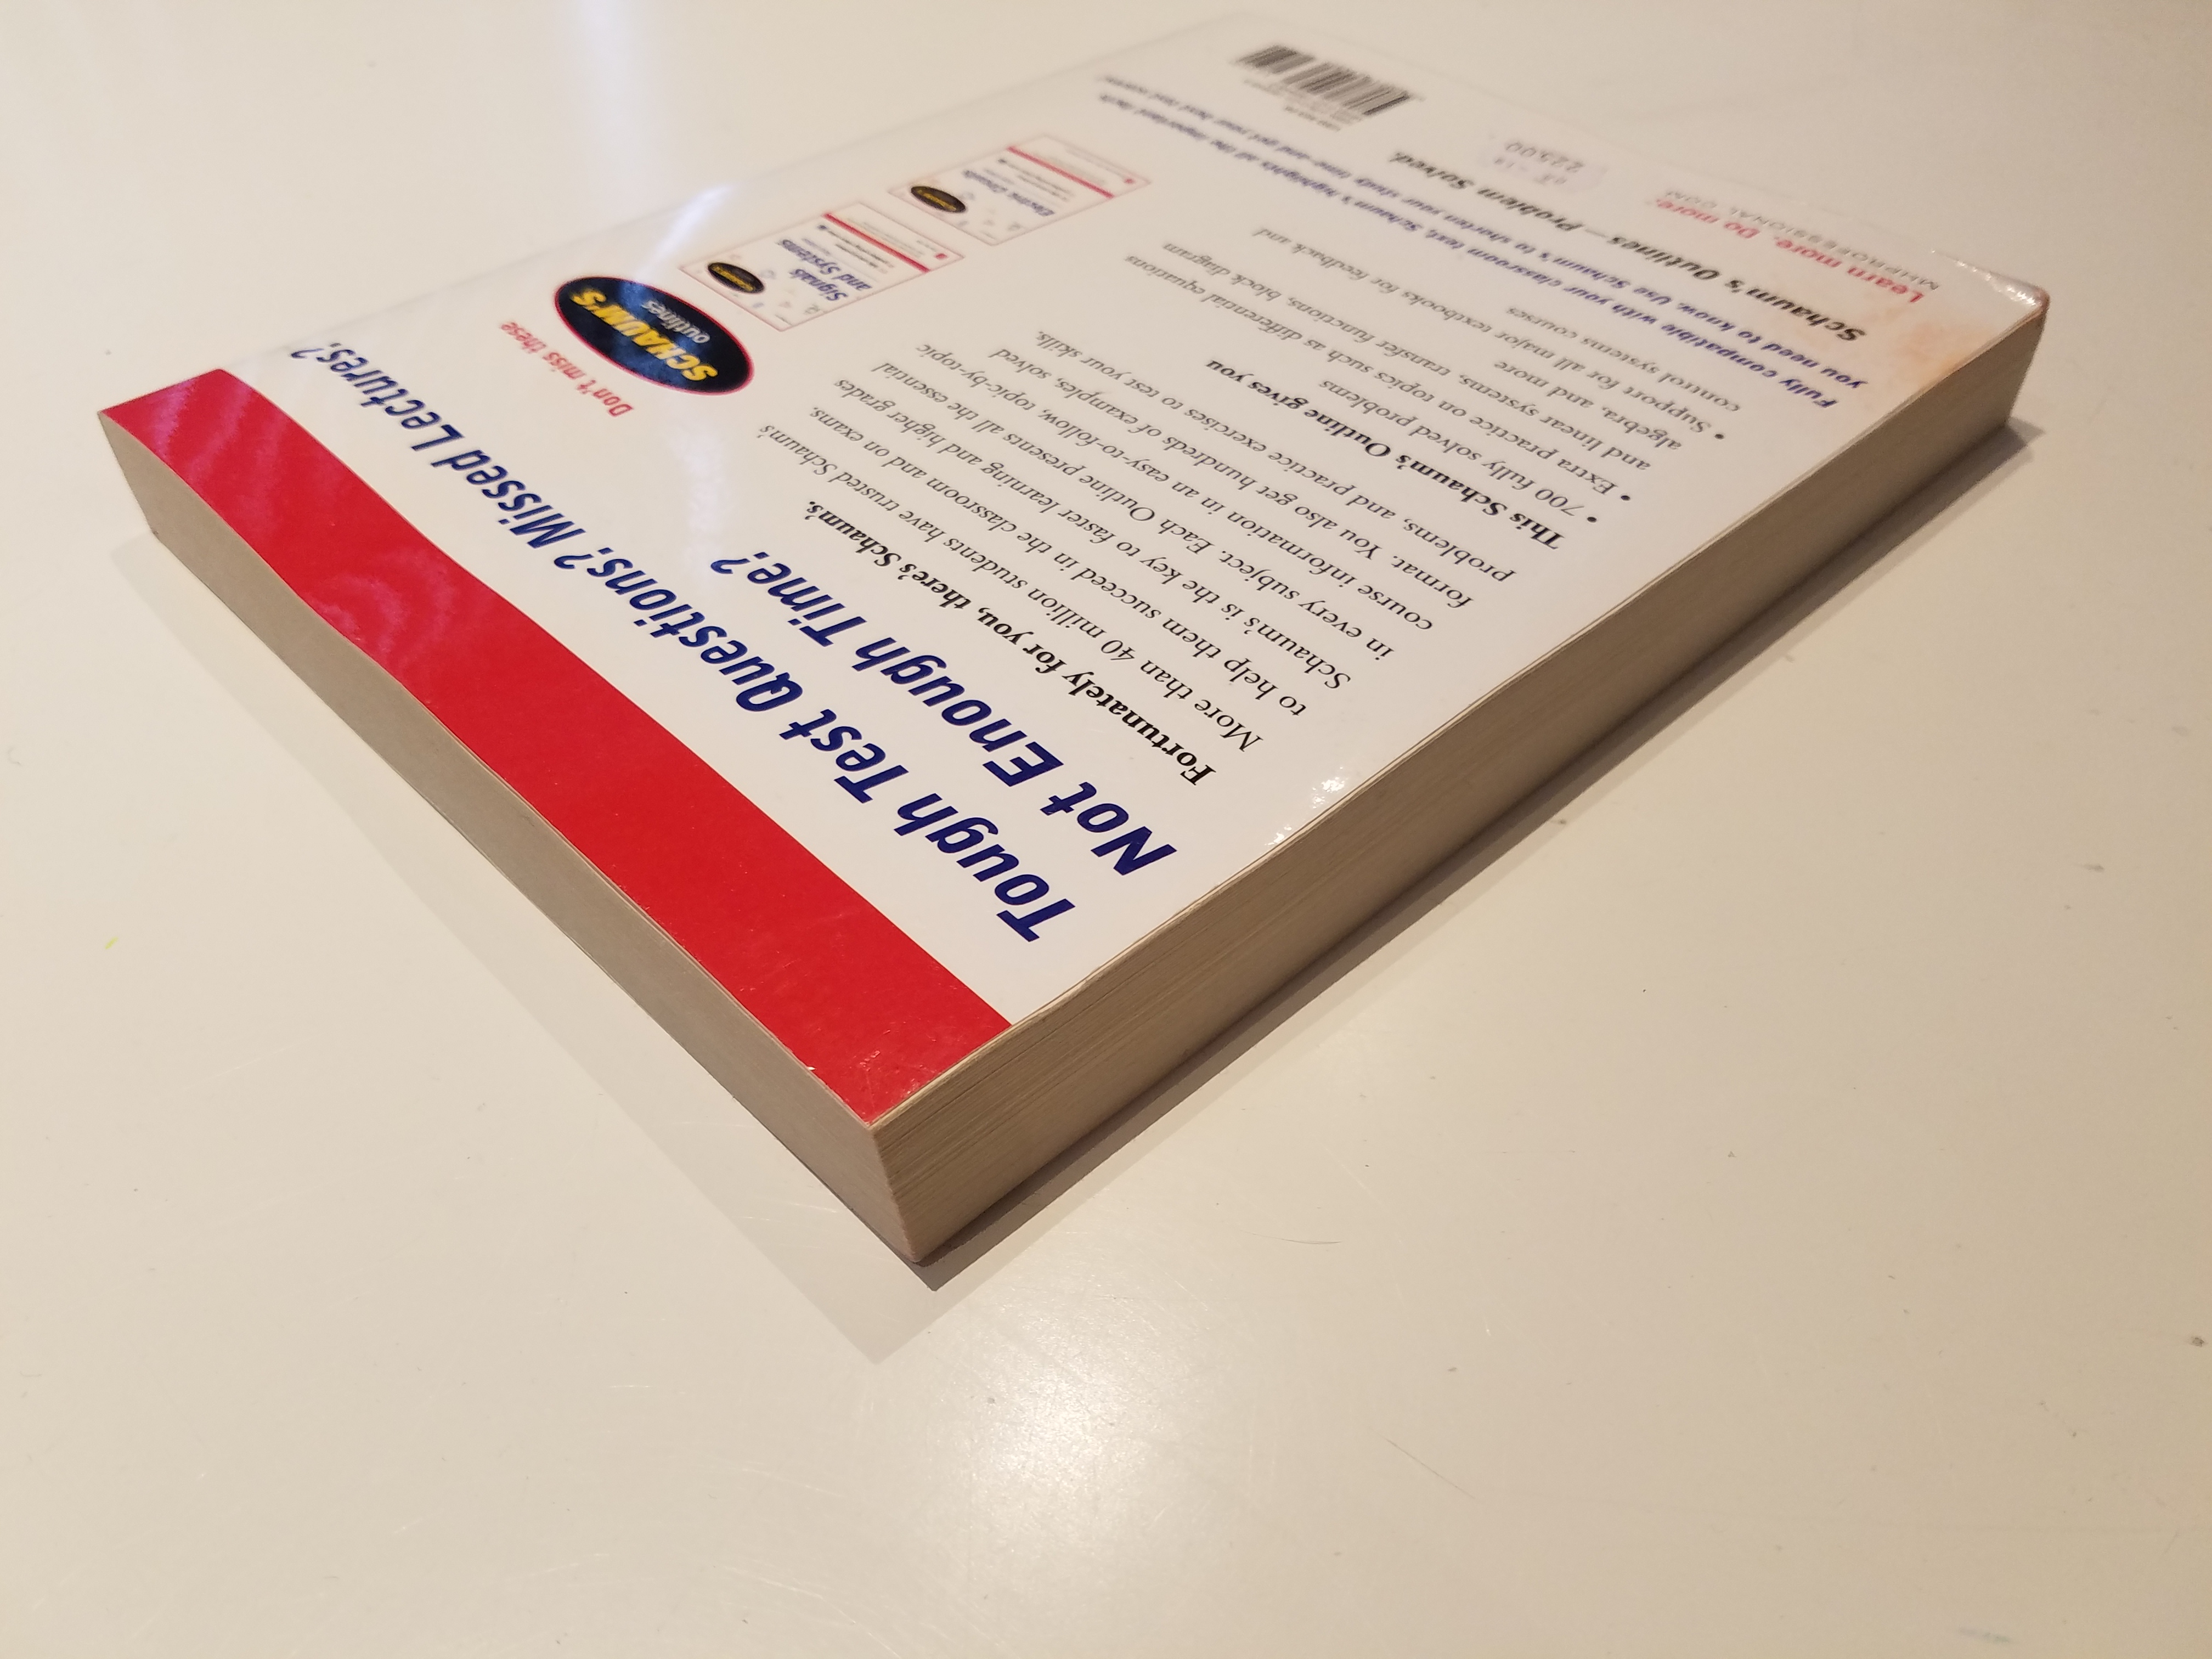 Tough Test Questions? Missed Lectures?
Not Enough Time?
Fortunately for you, there's Schaum's.
More than 40 million students have trusted Schaum's
to help them succeed in the classroom and on exams.
Schaum's is the key to faster learning and higher grades
in every subject. Each Outline presents all the essential
course information in an easy-to-follow, topic-by-topic
format. You also get hundreds of examples, solved
problems, and practice exercises to test your skills.
This Schaum's Outline gives you
• 700 fully solved problems
• Extra practice on topics such as differential equations
and linear systems, transfer functions, block diagram
algebra, and more
• Support for all major textbooks for feedback and
control systems courses
Fully compatible with your classroom text, Schaum's highlights all the important facts
you need to know. Use Schaum's to shorten your study time—and get your best test scores!
Schaum's Outlines—Problem Solved.
Don't miss these
SCHAUM'S
outlines
Signals
and Systems
Electric Circuits
Learn more. Do more.
MHPROFESSIONAL.COM
22500